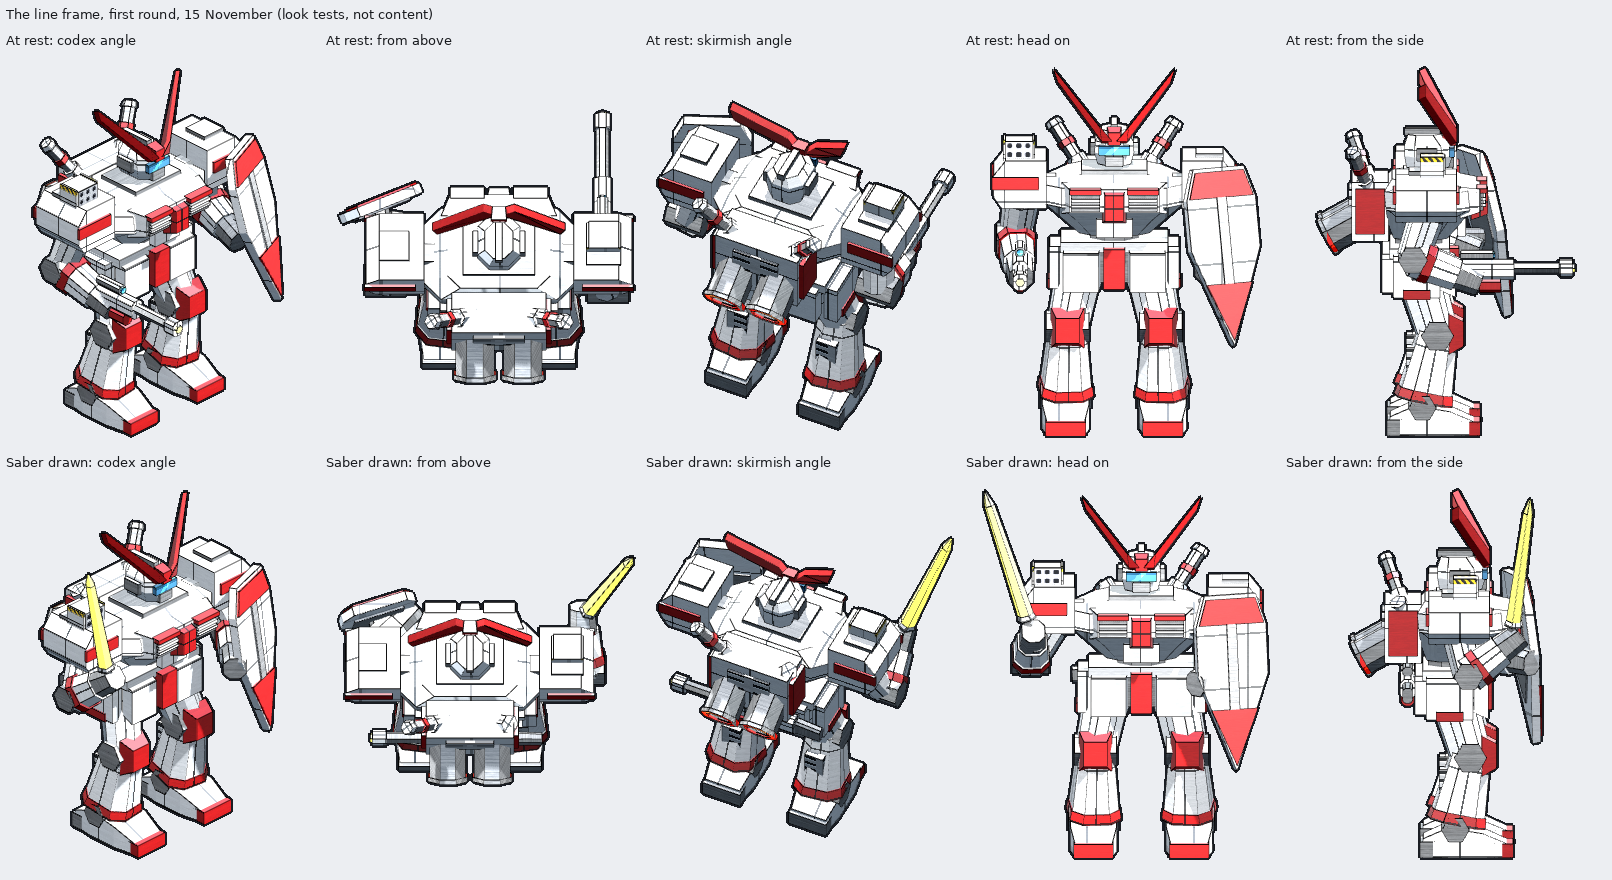 The line frame, first round, 15 November (look tests, not content)
At rest: codex angle
At rest: from above
At rest: skirmish angle
At rest: head on
At rest: from the side
Saber drawn: codex angle
Saber drawn: from above
Saber drawn: skirmish angle
Saber drawn: head on
Saber drawn: from the side